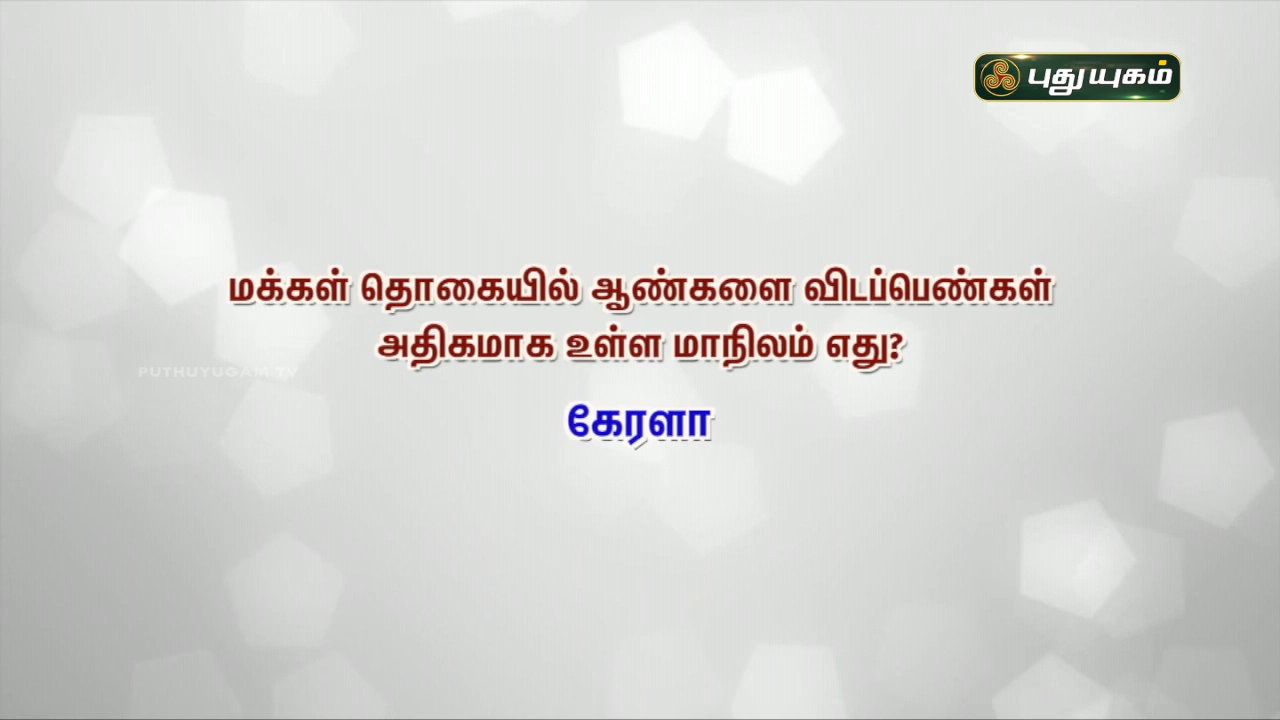 புதுயுகம்
மக்கள் தொகையில் ஆண்களை விடப்பெண்கள்
அதிகமாக உள்ள மாநிலம் எது?
PUTHUYUGAM TV
கேரளா